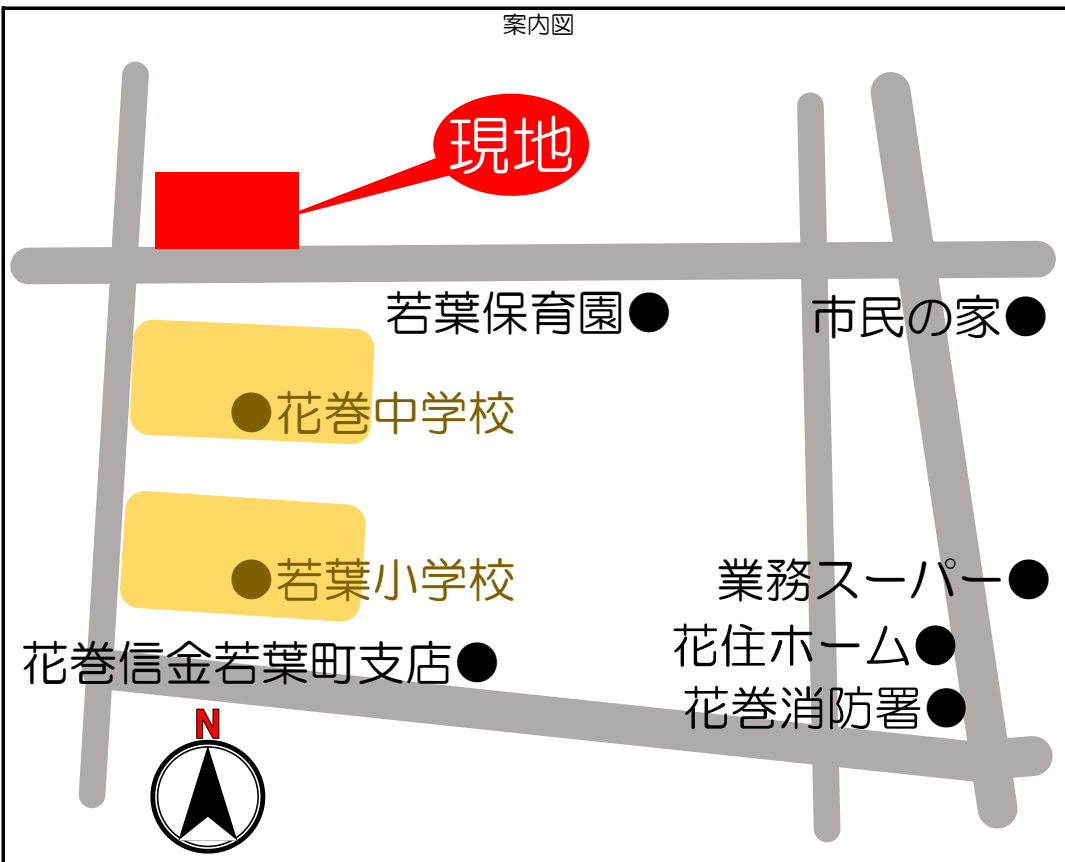 案内図
現地
若葉保育園●
市民の家●
●花巻中学校
●若葉小学校
業務スーパー●
花住ホーム●
花巻信金若葉町支店●
花巻消防署●
N